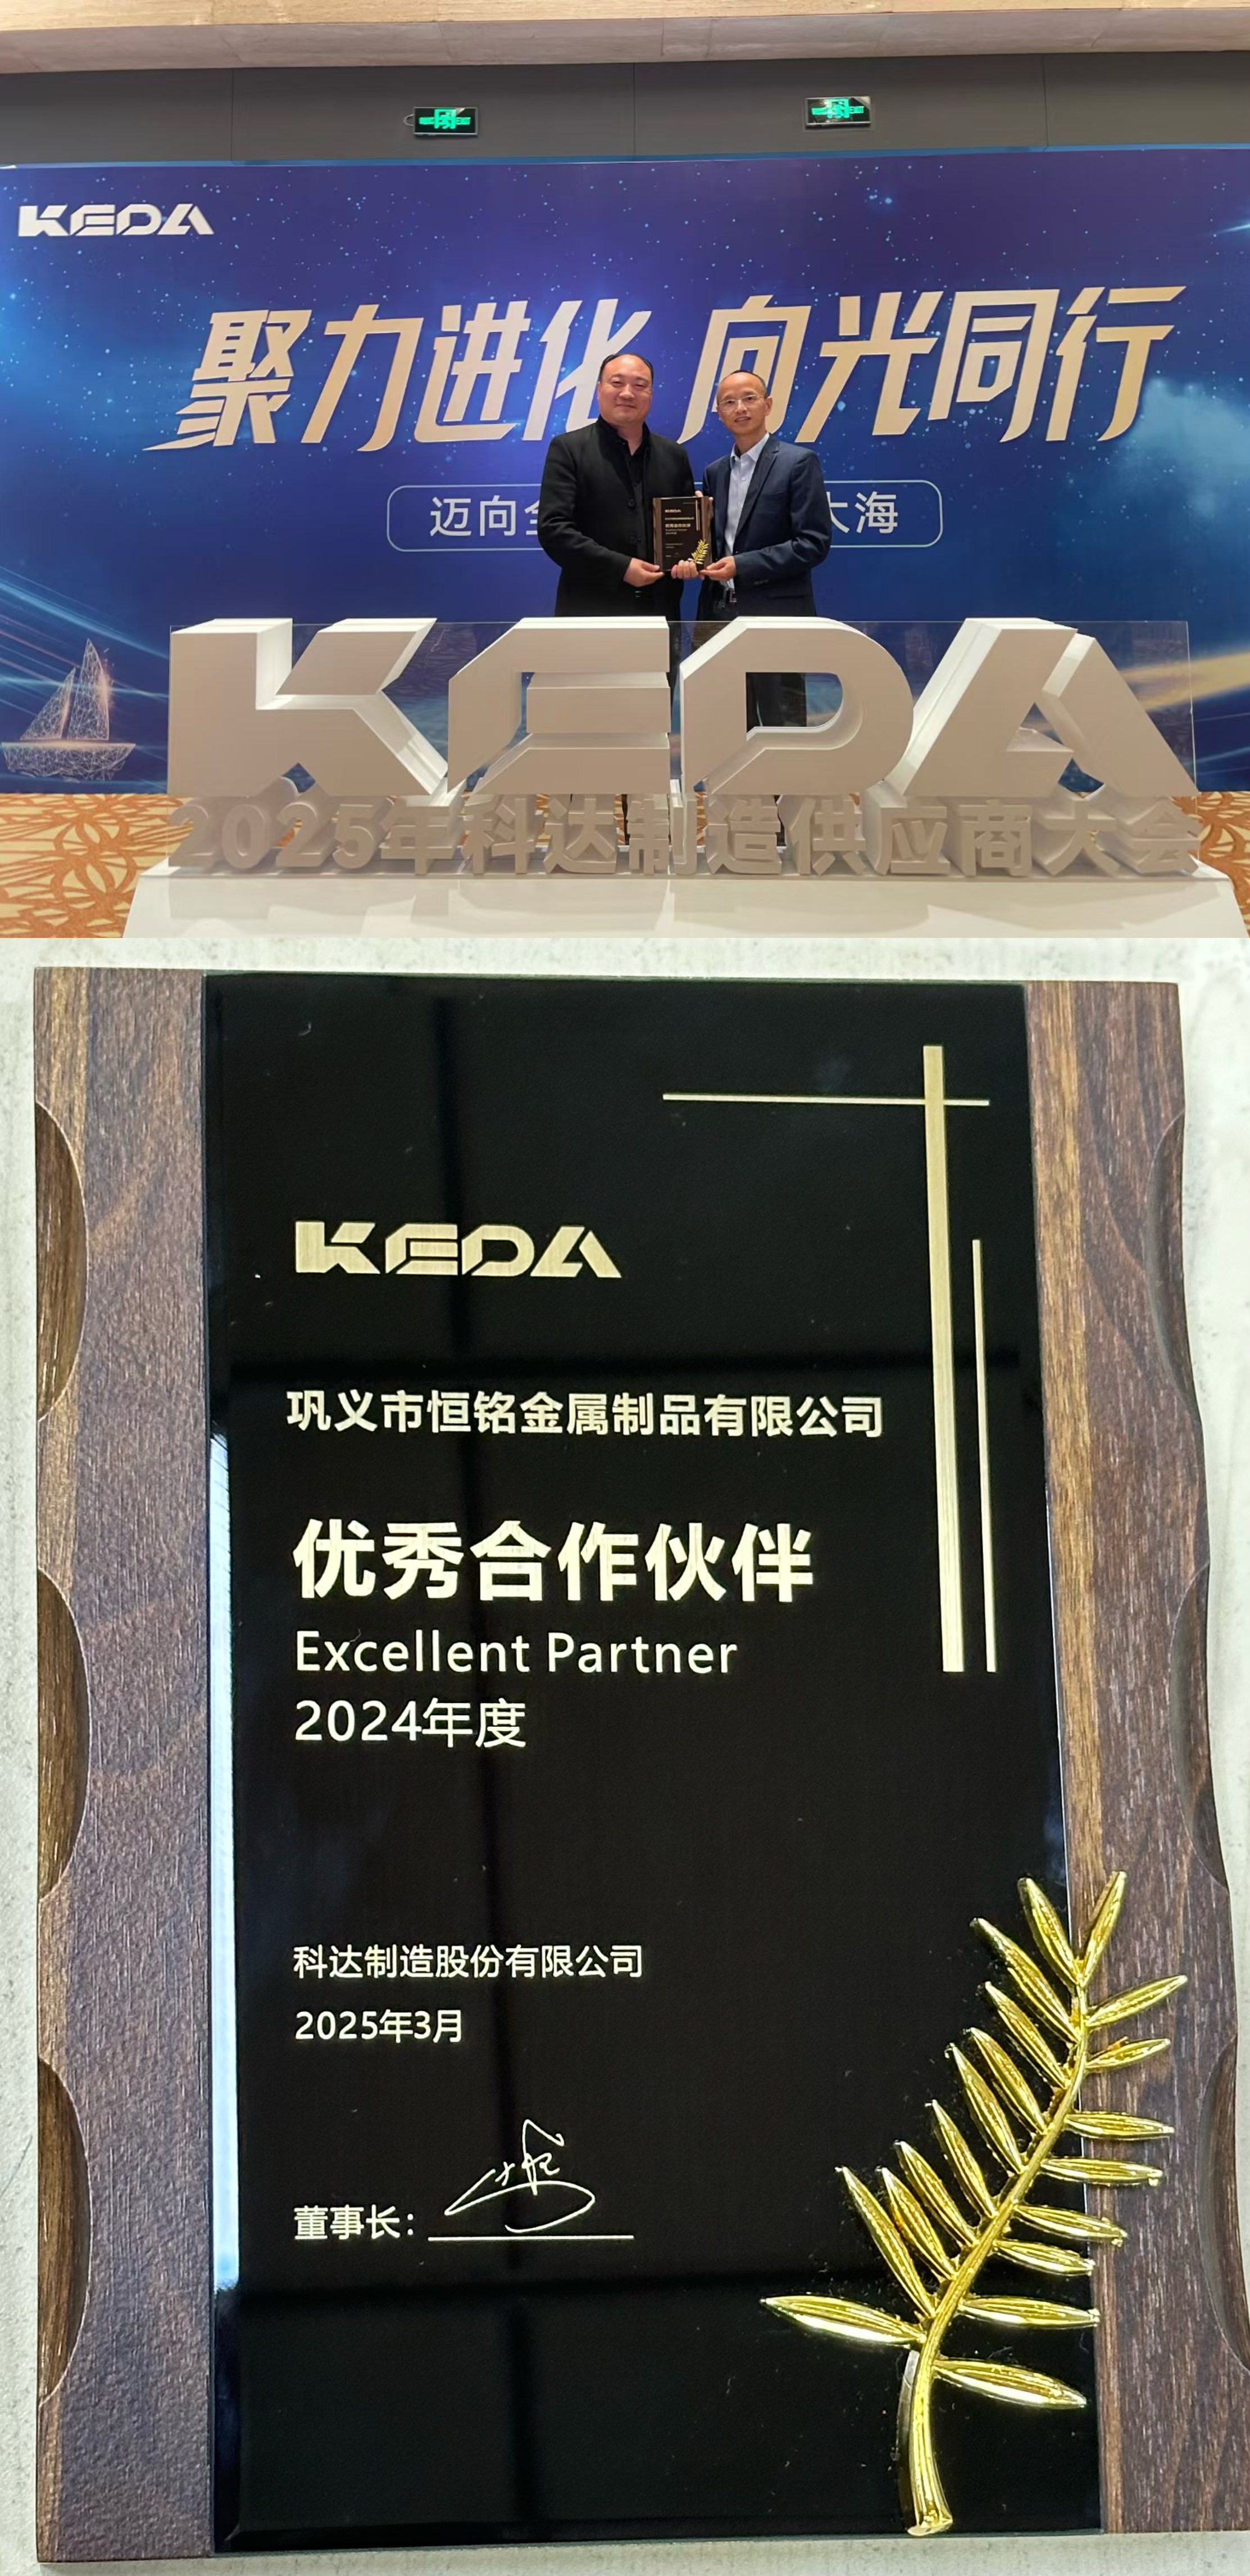 KEDA
聚力进化 向光同行
迈向全
大海
KEDA
2025年科达制造供应商大会
KEDA
巩义市恒铭金属制品有限公司
优秀合作伙伴
Excellent Partner
2024年度
科达制造股份有限公司
2025年3月
董事长：